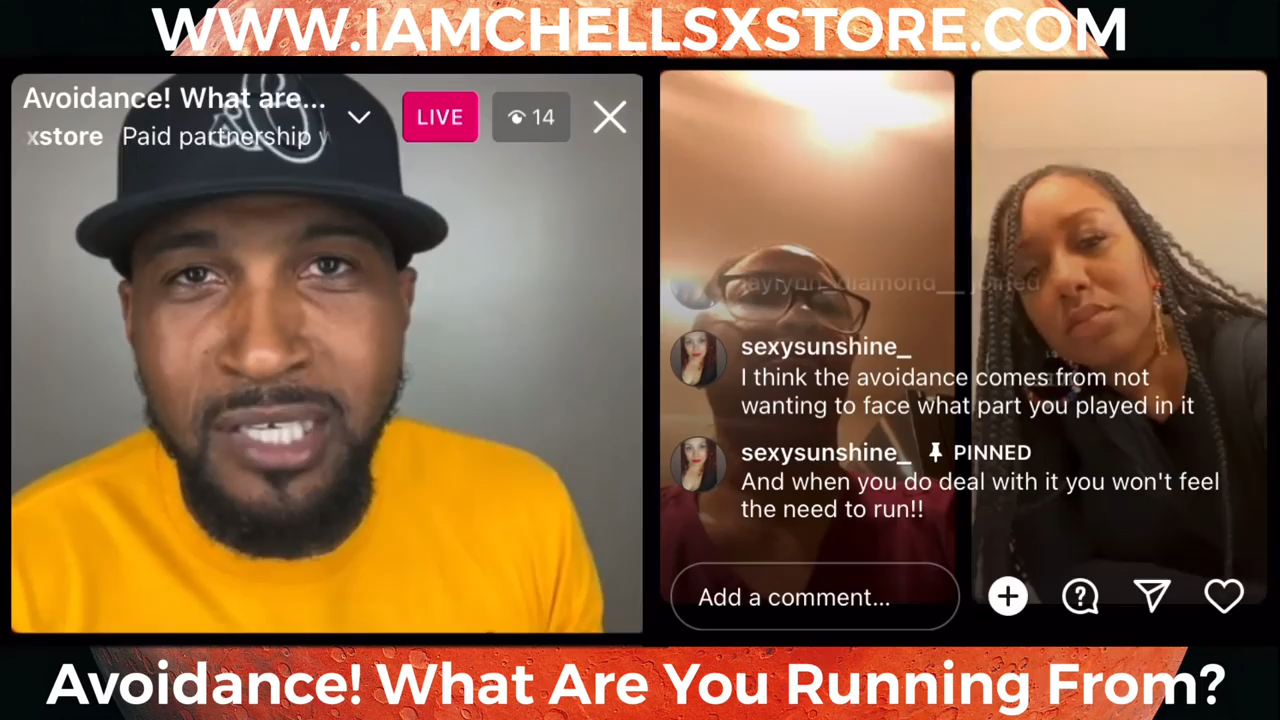 WWW.IAMCHELLSXSTORE.COM
Avoidance! What are...
xstore Paid partnership
LIVE
14
joined
sexysunshine_
I think the avoidance comes from not
wanting to face what part you played in it
sexysunshine_ PINNED
And when you do deal with it you won't feel
the need to run!!
Add a comment...
Avoidance! What Are You Running From?